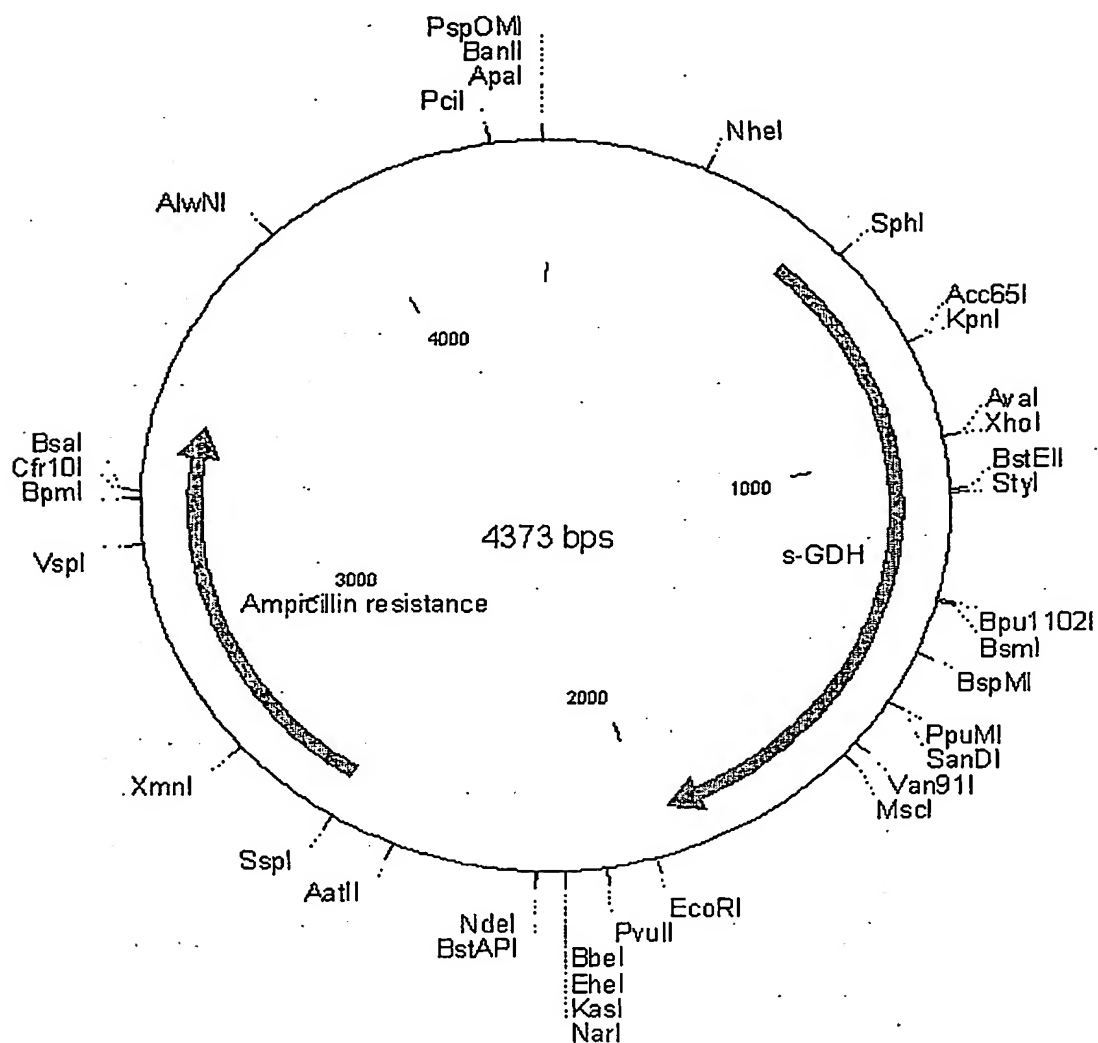 PspOMI
BanII
ApaI
PciI
NheI
AlwNI
SphI
Acc65I
KpnI
4000
AvaI
XhoI
BsaI
Cfr10I
BpmI
BstEII
StyI
1000
4373 bps
s-GDH
VspI
3000
Ampicillin resistance
Bpu1102I
BsmI
BspMI
2000
PpuMI
SanDI
Van91I
MscI
XmnI
SspI
AatII
EcoRI
NdeI
BstAPI
PvuII
BbeI
EheI
KasI
NarI